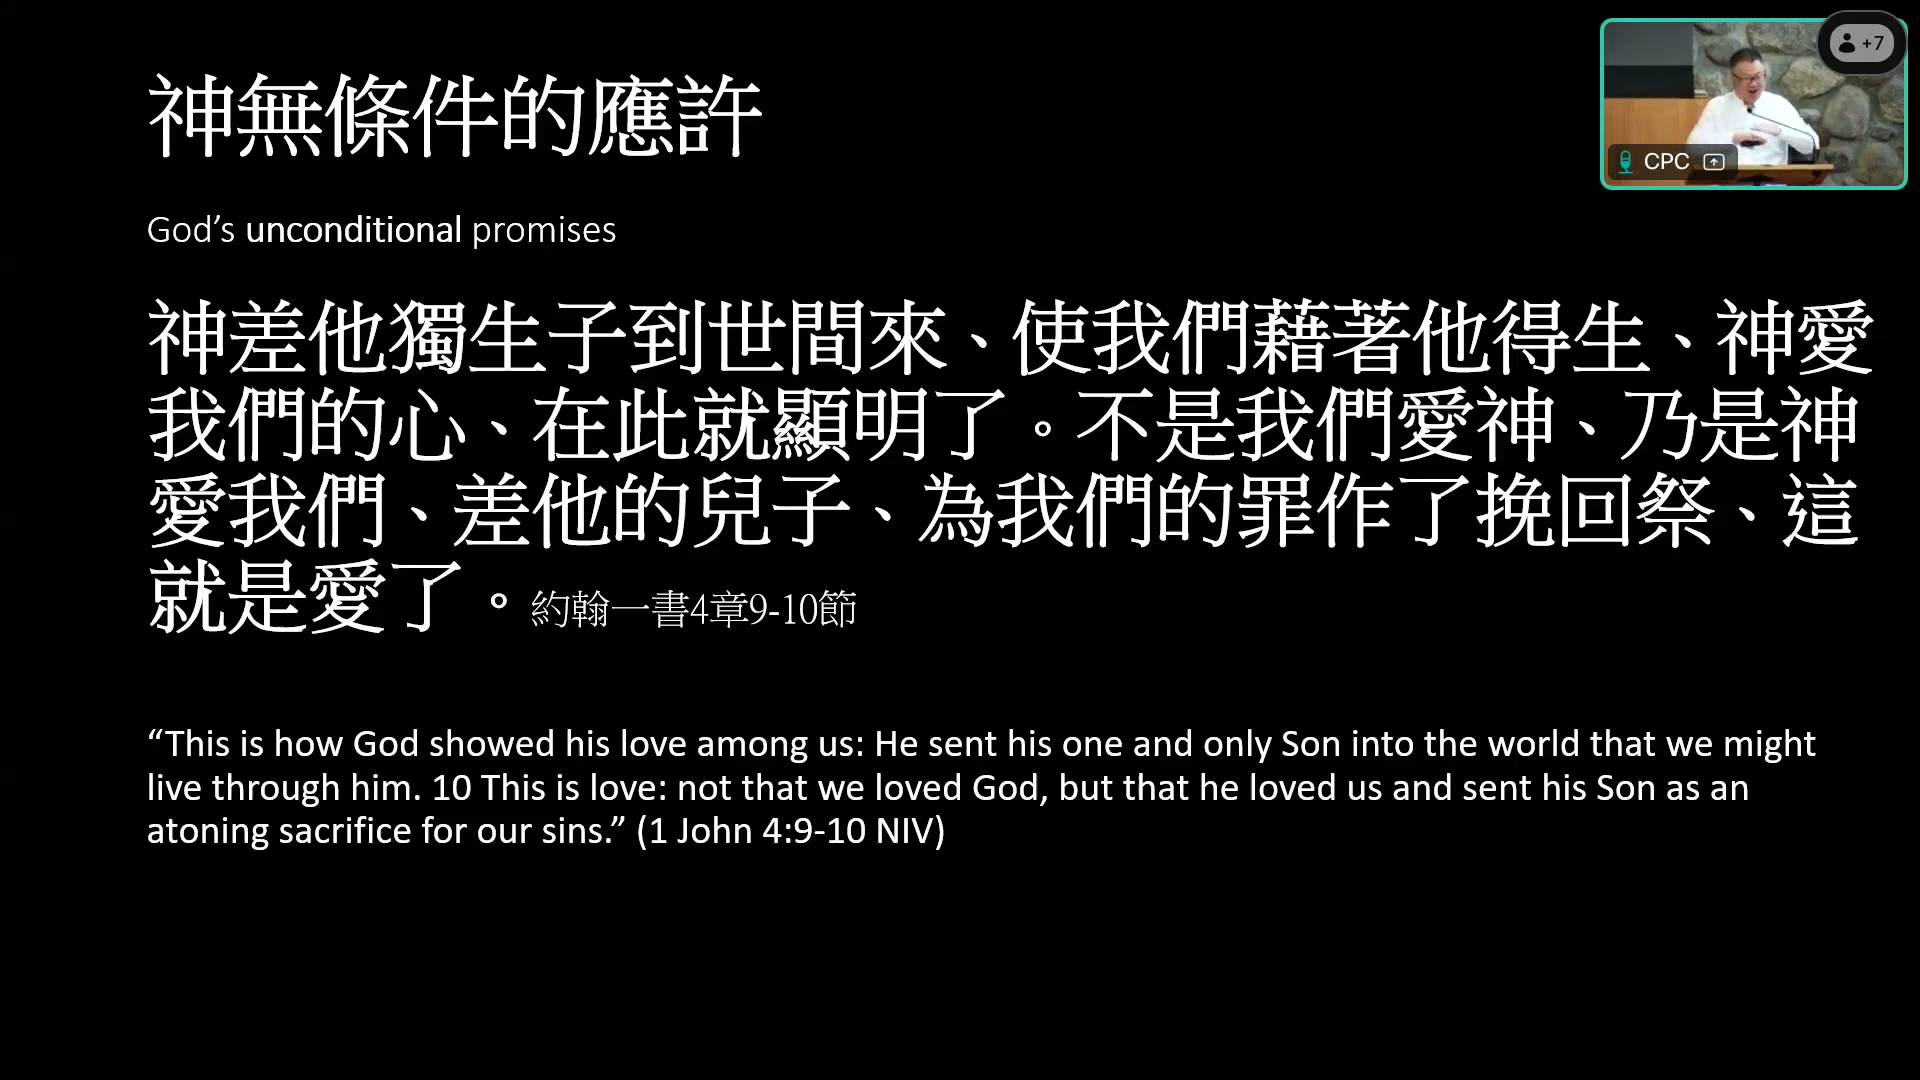 神無條件的應許
+7
CPC
God’s unconditional promises
神差他獨生子到世間來、使我們藉著他得生、神愛
我們的心、在此就顯明了。不是我們愛神、乃是神
愛我們、差他的兒子、為我們的罪作了挽回祭、這
就是愛了。約翰一書4章9-10節
“This is how God showed his love among us: He sent his one and only Son into the world that we might
live through him. 10 This is love: not that we loved God, but that he loved us and sent his Son as an
atoning sacrifice for our sins.” (1 John 4:9-10 NIV)